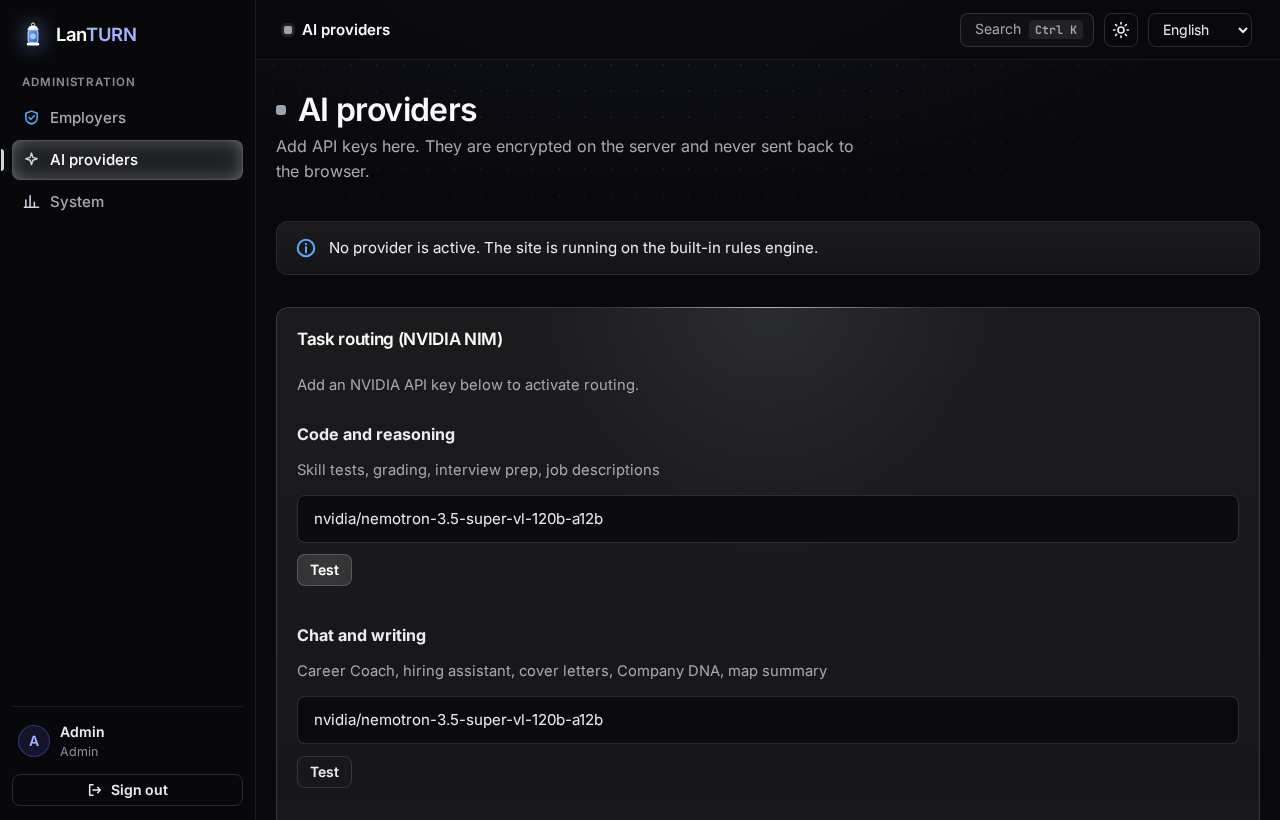 LanTURN
ADMINISTRATION
Employers
AI providers
System
A
Admin
Admin
Sign out
AI providers
Search Ctrl K
English
AI providers
Add API keys here. They are encrypted on the server and never sent back to
the browser.
No provider is active. The site is running on the built-in rules engine.
Task routing (NVIDIA NIM)
Add an NVIDIA API key below to activate routing.
Code and reasoning
Skill tests, grading, interview prep, job descriptions
nvidia/nemotron-3.5-super-vl-120b-a12b
Test
Chat and writing
Career Coach, hiring assistant, cover letters, Company DNA, map summary
nvidia/nemotron-3.5-super-vl-120b-a12b
Test